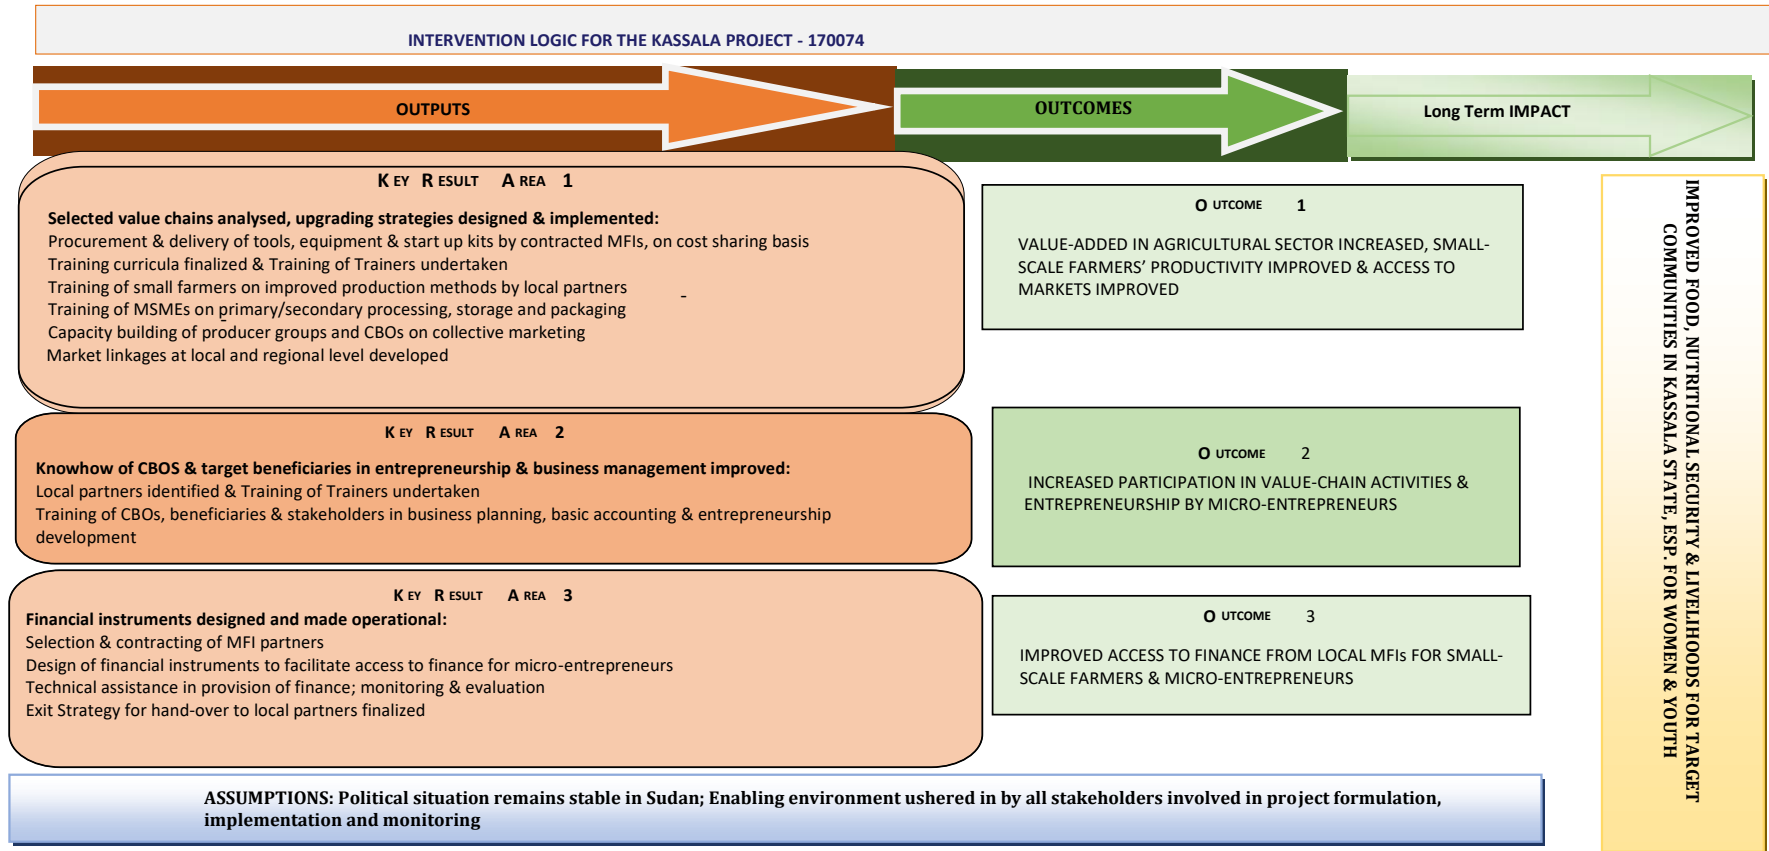 INTERVENTION LOGIC FOR THE KASSALA PROJECT - 170074
OUTPUTS
OUTCOMES
Long Term IMPACT
KEY RESULT AREA 1
Selected value chains analysed, upgrading strategies designed & implemented:
Procurement & delivery of tools, equipment & start up kits by contracted MFIs, on cost sharing basis
Training curricula finalized & Training of Trainers undertaken
Training of small farmers on improved production methods by local partners
Training of MSMEs on primary/secondary processing, storage and packaging
Capacity building of producer groups and CBOs on collective marketing
Market linkages at local and regional level developed
OUTCOME 1
VALUE-ADDED IN AGRICULTURAL SECTOR INCREASED, SMALL-
SCALE FARMERS’ PRODUCTIVITY IMPROVED & ACCESS TO
MARKETS IMPROVED
KEY RESULT AREA 2
Knowhow of CBOS & target beneficiaries in entrepreneurship & business management improved:
Local partners identified & Training of Trainers undertaken
Training of CBOs, beneficiaries & stakeholders in business planning, basic accounting & entrepreneurship
development
OUTCOME 2
INCREASED PARTICIPATION IN VALUE-CHAIN ACTIVITIES &
ENTREPRENEURSHIP BY MICRO-ENTREPRENEURS
KEY RESULT AREA 3
Financial instruments designed and made operational:
Selection & contracting of MFI partners
Design of financial instruments to facilitate access to finance for micro-entrepreneurs
Technical assistance in provision of finance; monitoring & evaluation
Exit Strategy for hand-over to local partners finalized
OUTCOME 3
IMPROVED ACCESS TO FINANCE FROM LOCAL MFIs FOR SMALL-
SCALE FARMERS & MICRO-ENTREPRENEURS
IMPROVED FOOD, NUTRITIONAL SECURITY & LIVELIHOODS FOR TARGET
COMMUNITIES IN KASSALA STATE, ESP. FOR WOMEN & YOUTH
ASSUMPTIONS: Political situation remains stable in Sudan; Enabling environment ushered in by all stakeholders involved in project formulation,
implementation and monitoring